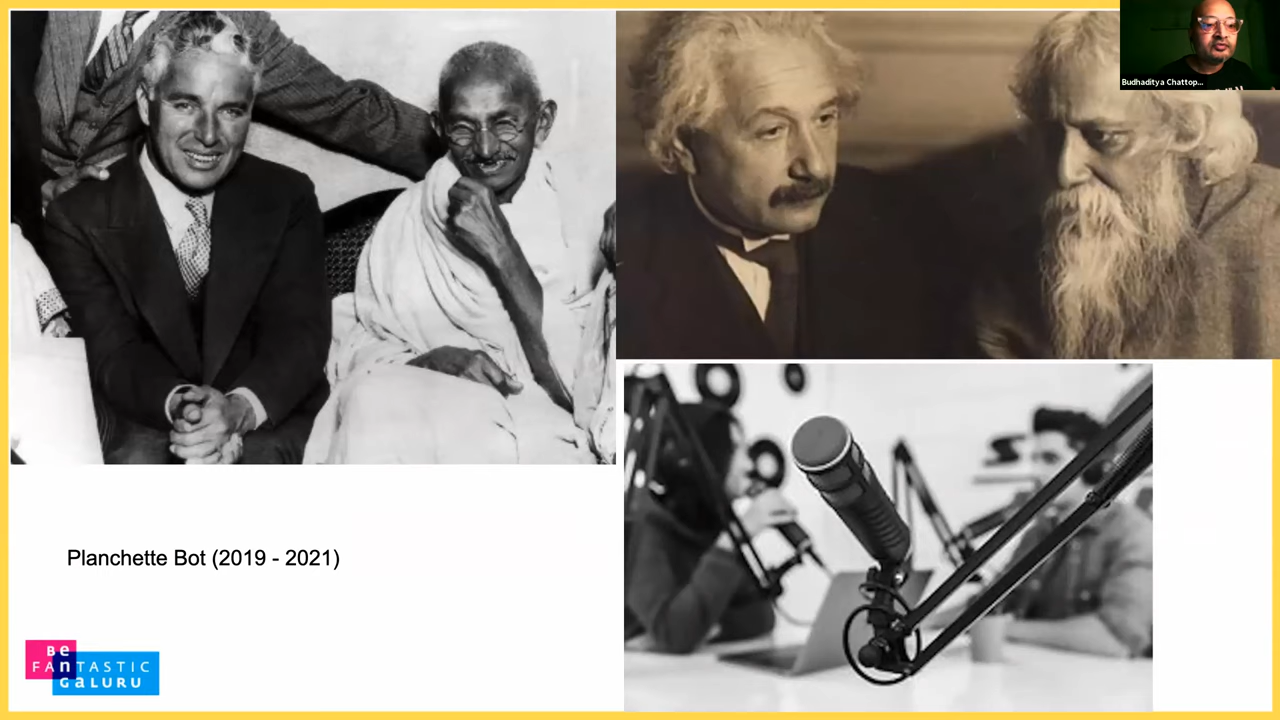 Budhaditya Chattop...
Planchette Bot (2019 - 2021)
Be
FANTASTIC
GALURU